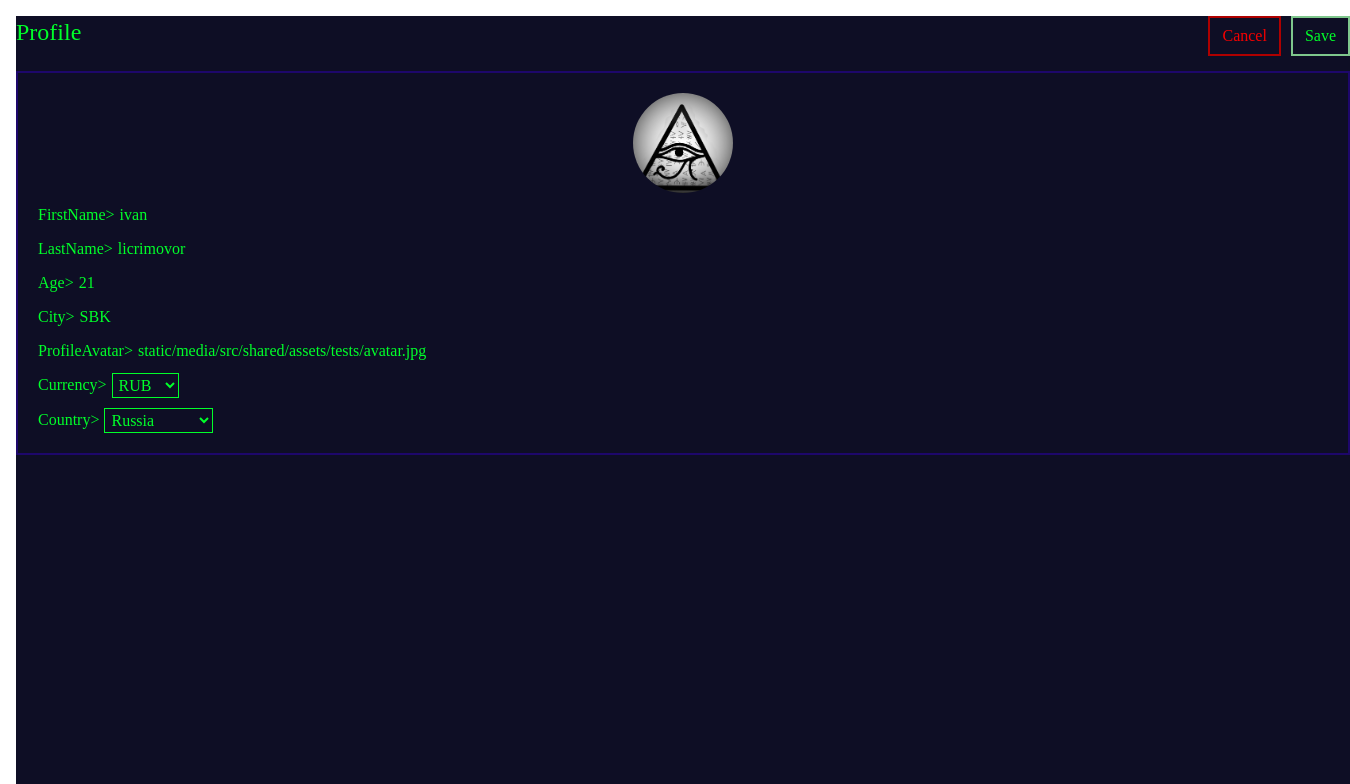 Profile
Cancel
Save
FirstName> ivan
LastName> licrimovor
Age> 21
City> SBK
ProfileAvatar> static/media/src/shared/assets/tests/avatar.jpg
Currency> RUB
Country> Russia